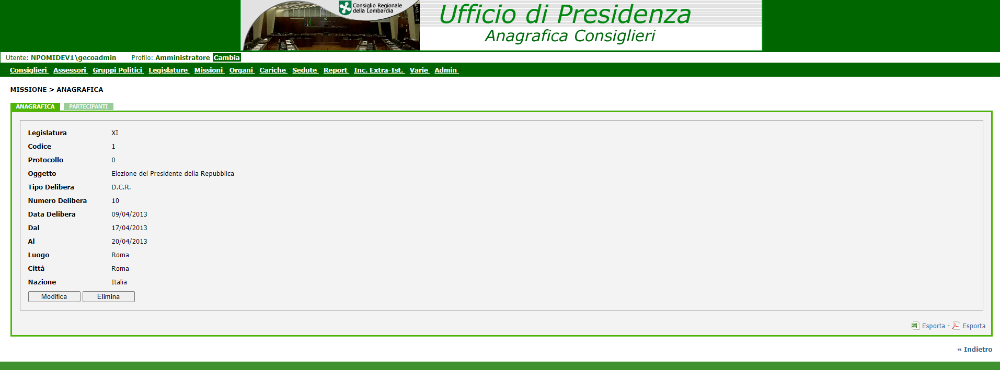 Consiglio Regionale
della Lombardia
Ufficio di Presidenza
Anagrafica Consiglieri
Utente: NPOMIDEV1\gecoadmin Profilo: Amministratore Cambia
Consiglieri - Assessori - Gruppi Politici - Legislature - Missioni - Organi - Cariche - Sedute - Report - Inc. Extra-Ist. - Varie - Admin -
MISSIONE > ANAGRAFICA
ANAGRAFICA PARTECIPANTI
Legislatura XI
Codice 1
Protocollo 0
Oggetto Elezione del Presidente della Repubblica
Tipo Delibera D.C.R.
Numero Delibera 10
Data Delibera 09/04/2013
Dal 17/04/2013
Al 20/04/2013
Luogo Roma
Città Roma
Nazione Italia
Modifica Elimina
Esporta - Esporta
« Indietro